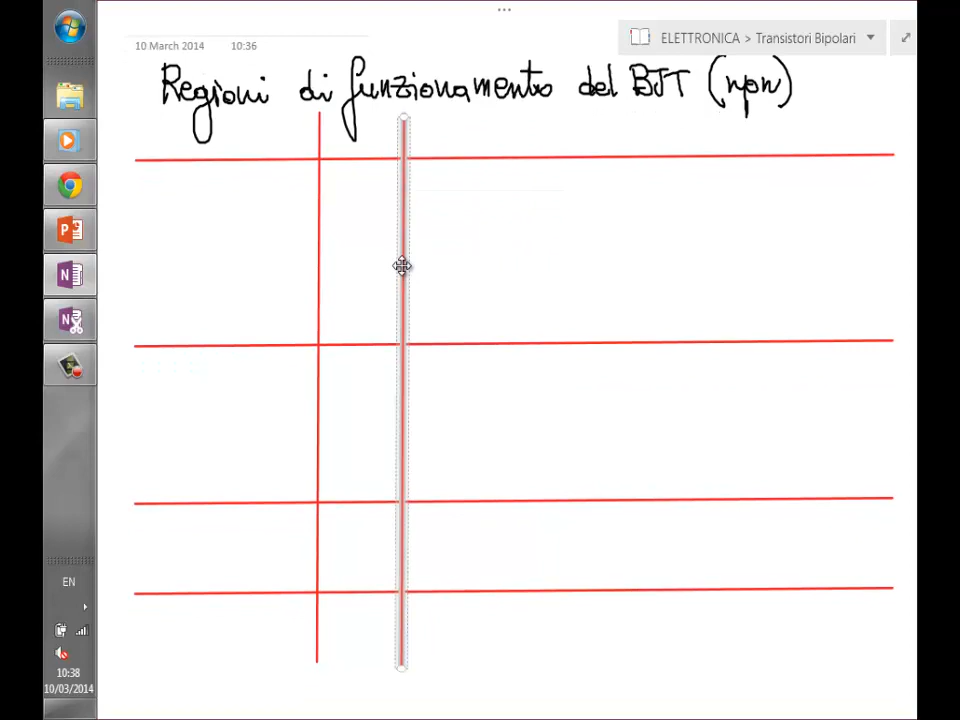 ...
10 March 2014 10:36
ELETTRONICA > Transistori Bipolari
Regioni di funzionamento del BJT (npn)
EN
10:38
10/03/2014